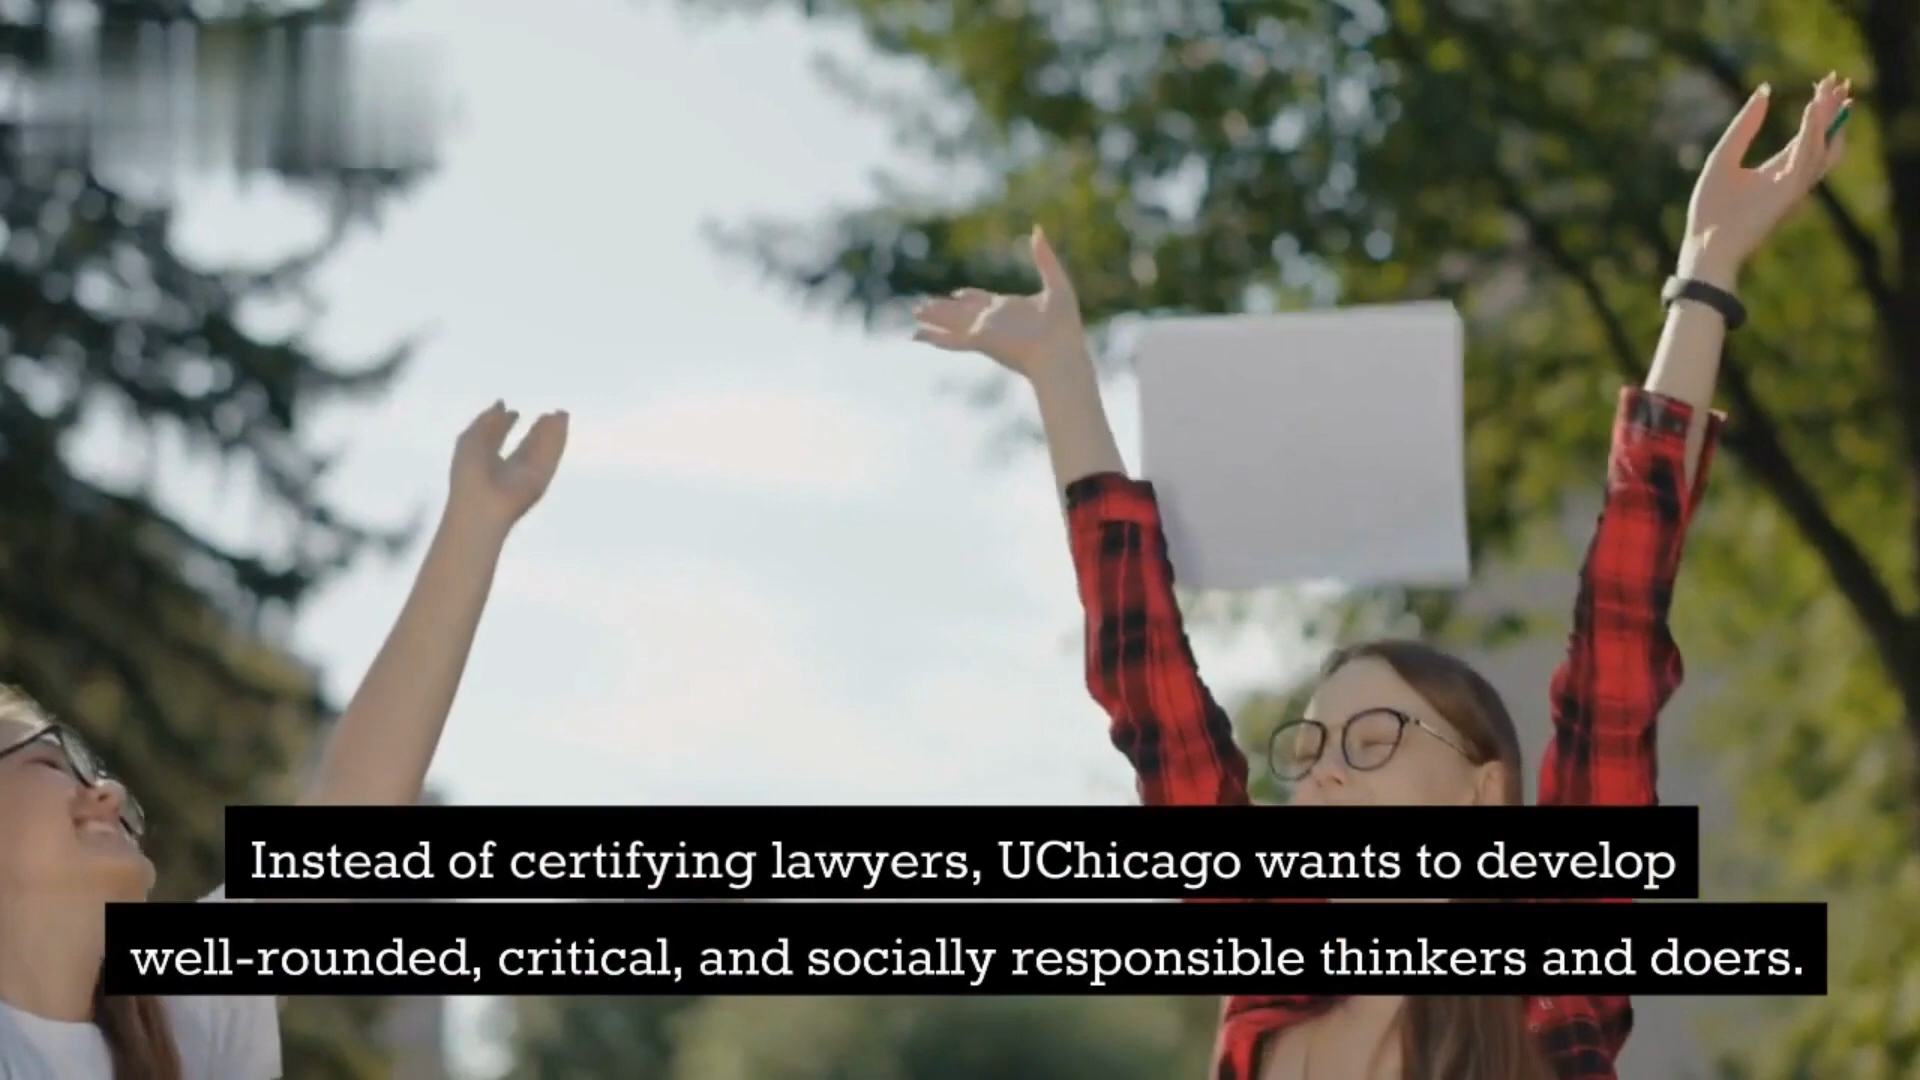 Instead of certifying lawyers, UChicago wants to develop
well-rounded, critical, and socially responsible thinkers and doers.